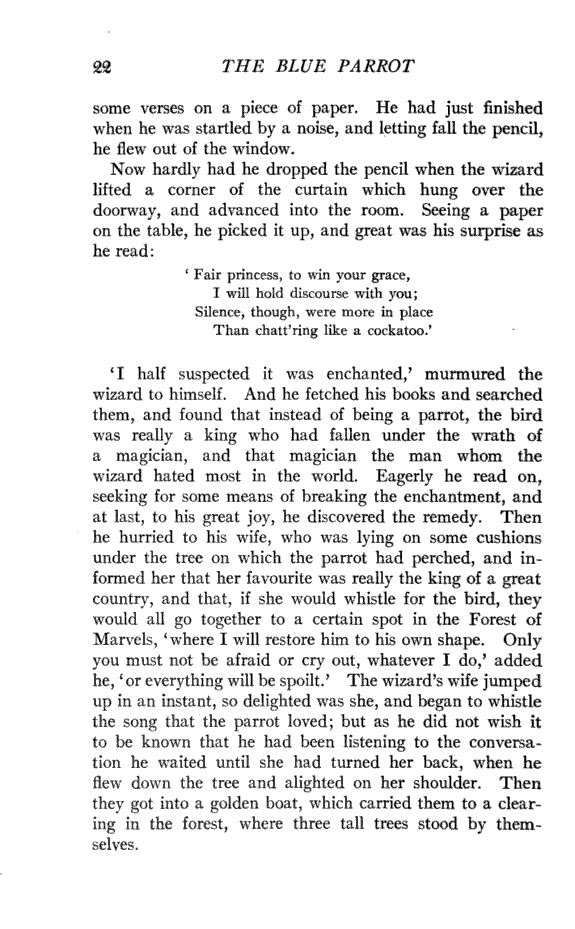 22 THE BLUE PARROT
some verses on a piece of paper. He had just finished
when he was startled by a noise, and letting fall the pencil,
he flew out of the window.
Now hardly had he dropped the pencil when the wizard
lifted a corner of the curtain which hung over the
doorway, and advanced into the room. Seeing a paper
on the table, he picked it up, and great was his surprise as
he read:
‘ Fair princess, to win your grace,
I will hold discourse with you;
Silence, though, were more in place
Than chatt'ring like a cockatoo.’
‘I half suspected it was enchanted,’ murmured the
wizard to himself. And he fetched his books and searched
them, and found that instead of being a parrot, the bird
was really a king who had fallen under the wrath of
a magician, and that magician the man whom the
wizard hated most in the world. Eagerly he read on,
seeking for some means of breaking the enchantment, and
at last, to his great joy, he discovered the remedy. Then
he hurried to his wife, who was lying on some cushions
under the tree on which the parrot had perched, and in-
formed her that her favourite was really the king of a great
country, and that, if she would whistle for the bird, they
would all go together to a certain spot in the Forest of
Marvels, ‘where I will restore him to his own shape. Only
you must not be afraid or cry out, whatever I do,’ added
he, ‘or everything will be spoilt.’ The wizard's wife jumped
up in an instant, so delighted was she, and began to whistle
the song that the parrot loved; but as he did not wish it
to be known that he had been listening to the conversa-
tion he waited until she had turned her back, when he
flew down the tree and alighted on her shoulder. Then
they got into a golden boat, which carried them to a clear-
ing in the forest, where three tall trees stood by them-
selves.